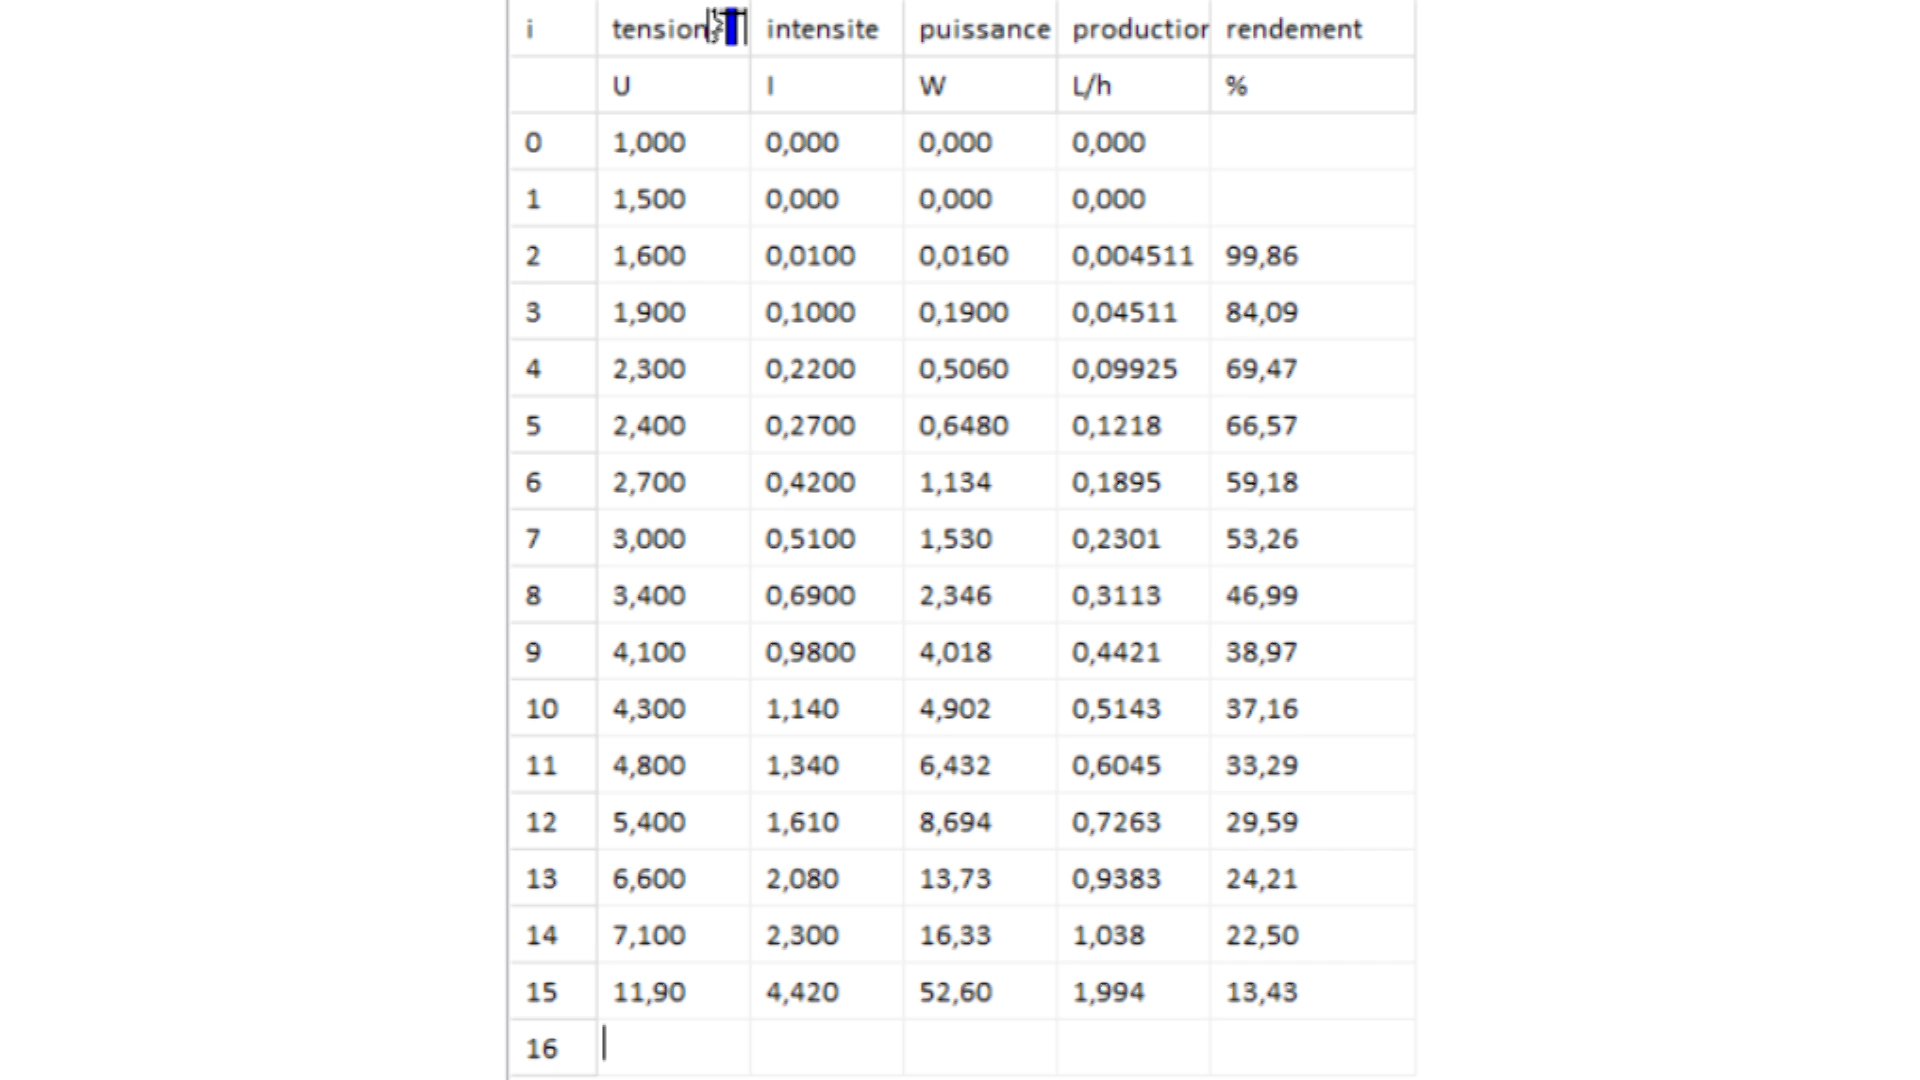 i tension intensite puissance production rendement
U I W L/h %
0 1,000 0,000 0,000 0,000
1 1,500 0,000 0,000 0,000
2 1,600 0,0100 0,0160 0,004511 99,86
3 1,900 0,1000 0,1900 0,04511 84,09
4 2,300 0,2200 0,5060 0,09925 69,47
5 2,400 0,2700 0,6480 0,1218 66,57
6 2,700 0,4200 1,134 0,1895 59,18
7 3,000 0,5100 1,530 0,2301 53,26
8 3,400 0,6900 2,346 0,3113 46,99
9 4,100 0,9800 4,018 0,4421 38,97
10 4,300 1,140 4,902 0,5143 37,16
11 4,800 1,340 6,432 0,6045 33,29
12 5,400 1,610 8,694 0,7263 29,59
13 6,600 2,080 13,73 0,9383 24,21
14 7,100 2,300 16,33 1,038 22,50
15 11,90 4,420 52,60 1,994 13,43
16